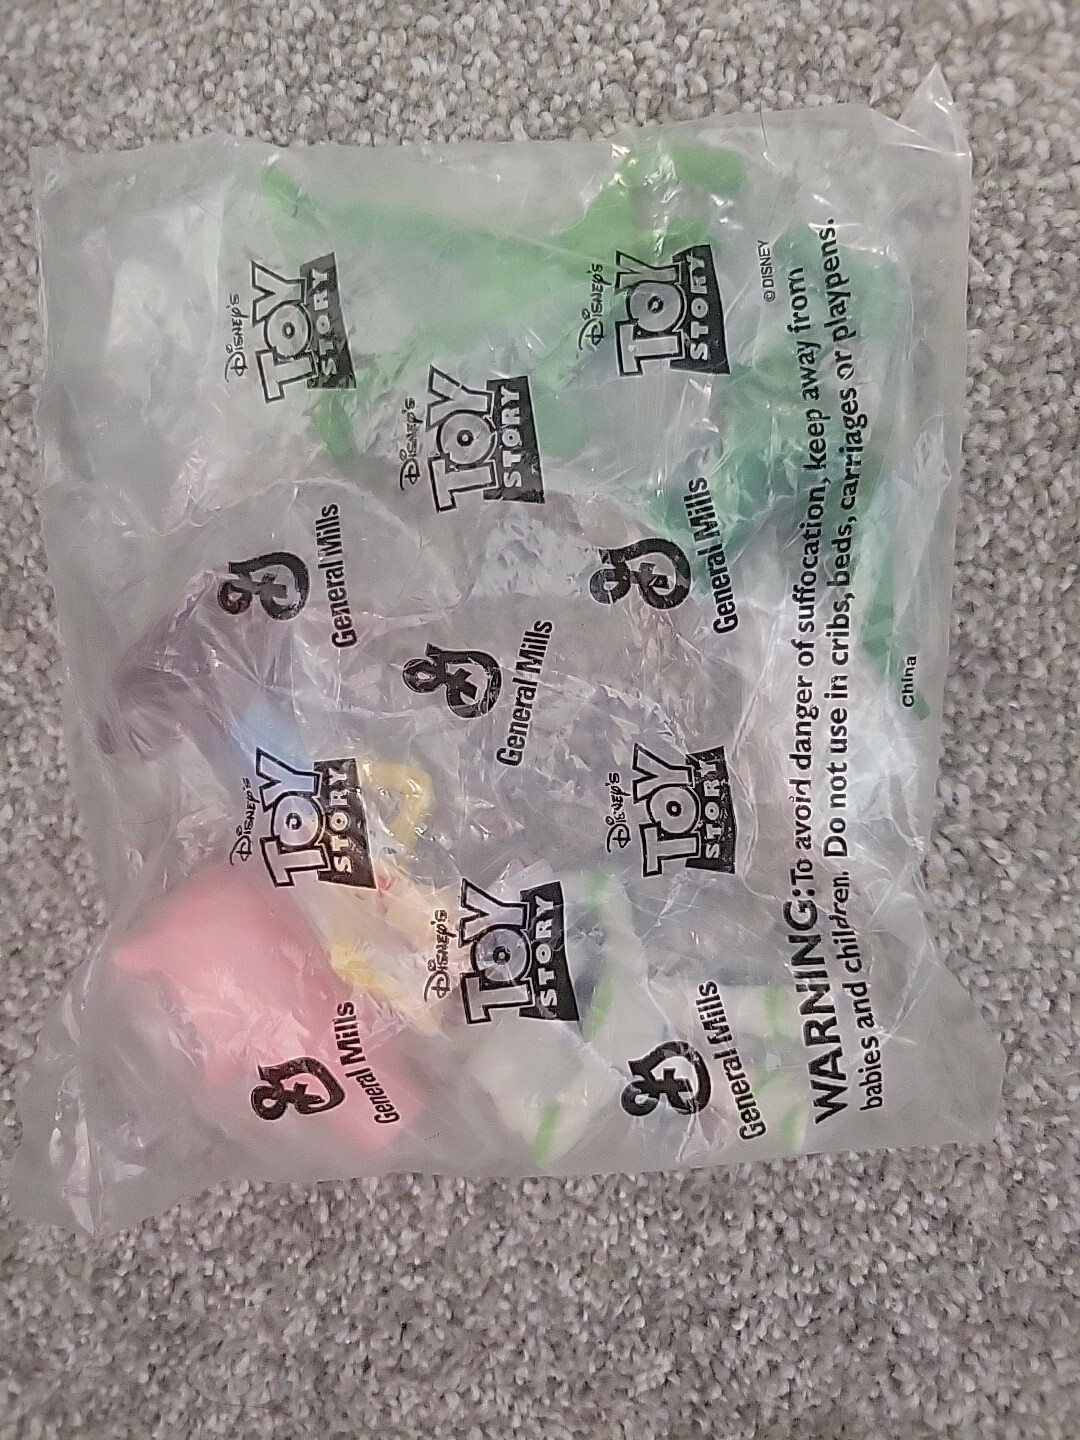 DISNEY'S
TOY
STORY
DISNEY'S
TOY
STORY
General Mills
General Mills
DISNEY'S
TOY
STORY
DISNEY'S
TOY
STORY
General Mills
DISNEY'S
TOY
STORY
DISNEY'S
TOY
STORY
General Mills
General Mills
©DISNEY
WARNING: To avoid danger of suffocation, keep away from
babies and children. Do not use in cribs, beds, carriages or playpens.
China